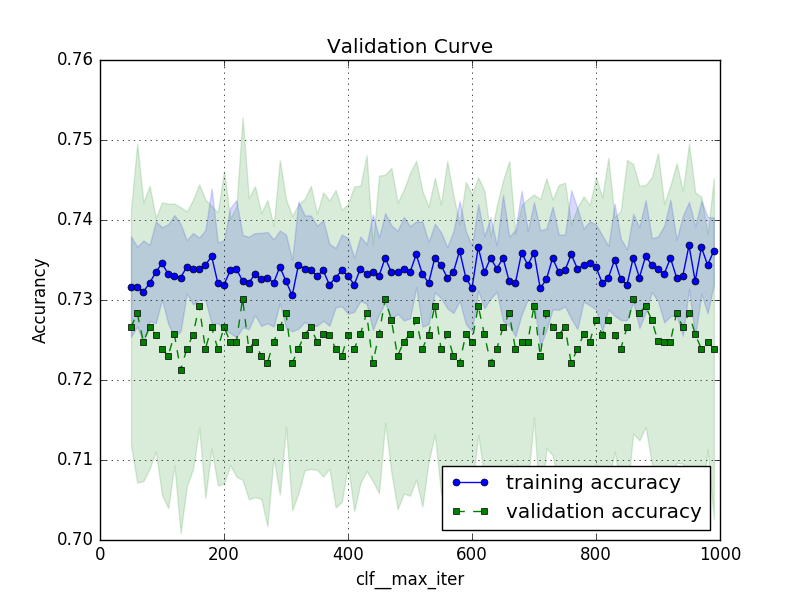 Validation Curve
0.76
0.75
0.74
0.73
0.72
0.71
0.70
Accurancy
training accuracy
validation accuracy
0 200 400 600 800 1000
clf__max_iter